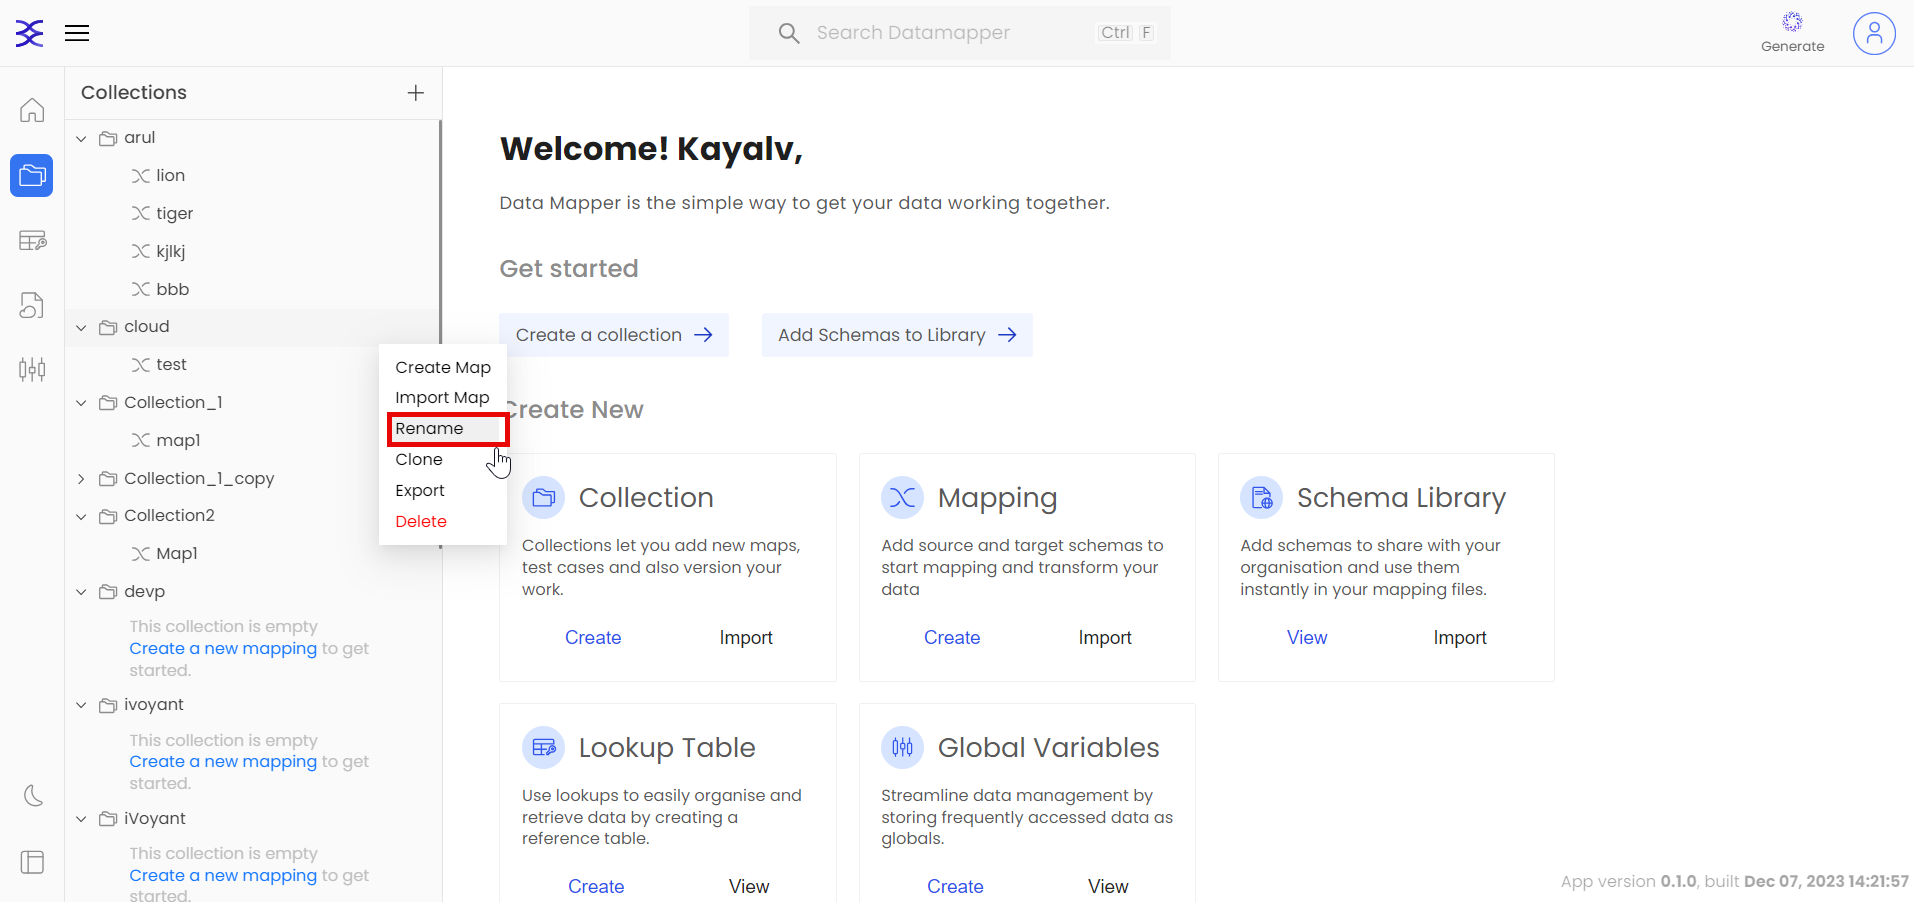 Search Datamapper
Ctrl F
Generate
Collections
arul
lion
tiger
kjlkj
bbb
cloud
test
Collection_1
map1
Collection_1_copy
Collection2
Map1
devp
This collection is empty
Create a new mapping to get
started.
ivoyant
This collection is empty
Create a new mapping to get
started.
iVoyant
This collection is empty
Create a new mapping to get
started.
Create Map
Import Map
Rename
Clone
Export
Delete
Welcome! Kayalv,
Data Mapper is the simple way to get your data working together.
Get started
Create a collection
Add Schemas to Library
Create New
Collection
Collections let you add new maps,
test cases and also version your
work.
Create Import
Mapping
Add source and target schemas to
start mapping and transform your
data
Create Import
Schema Library
Add schemas to share with your
organisation and use them
instantly in your mapping files.
View Import
Lookup Table
Use lookups to easily organise and
retrieve data by creating a
reference table.
Create View
Global Variables
Streamline data management by
storing frequently accessed data as
globals.
Create View
App version 0.1.0, built Dec 07, 2023 14:21:57